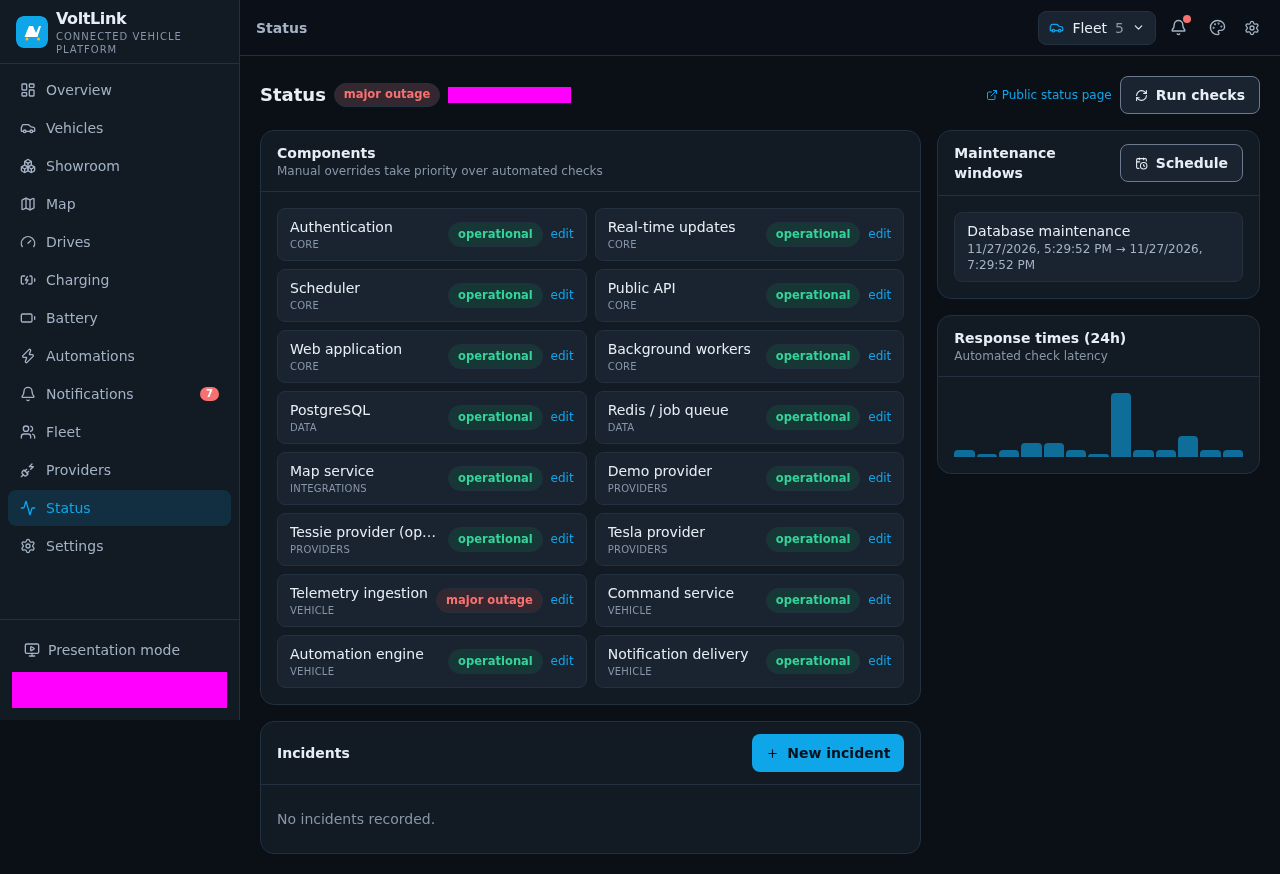 VoltLink
CONNECTED VEHICLE
PLATFORM
Overview
Vehicles
Showroom
Map
Drives
Charging
Battery
Automations
Notifications 7
Fleet
Providers
Status
Settings
Presentation mode
Status
Fleet 5
Status major outage
Public status page
Run checks
Components
Manual overrides take priority over automated checks
Authentication
CORE
operational edit
Real-time updates
CORE
operational edit
Scheduler
CORE
operational edit
Public API
CORE
operational edit
Web application
CORE
operational edit
Background workers
CORE
operational edit
PostgreSQL
DATA
operational edit
Redis / job queue
DATA
operational edit
Map service
INTEGRATIONS
operational edit
Demo provider
PROVIDERS
operational edit
Tessie provider (op...
PROVIDERS
operational edit
Tesla provider
PROVIDERS
operational edit
Telemetry ingestion
VEHICLE
major outage edit
Command service
VEHICLE
operational edit
Automation engine
VEHICLE
operational edit
Notification delivery
VEHICLE
operational edit
Incidents
New incident
No incidents recorded.
Maintenance
windows
Schedule
Database maintenance
11/27/2026, 5:29:52 PM → 11/27/2026,
7:29:52 PM
Response times (24h)
Automated check latency